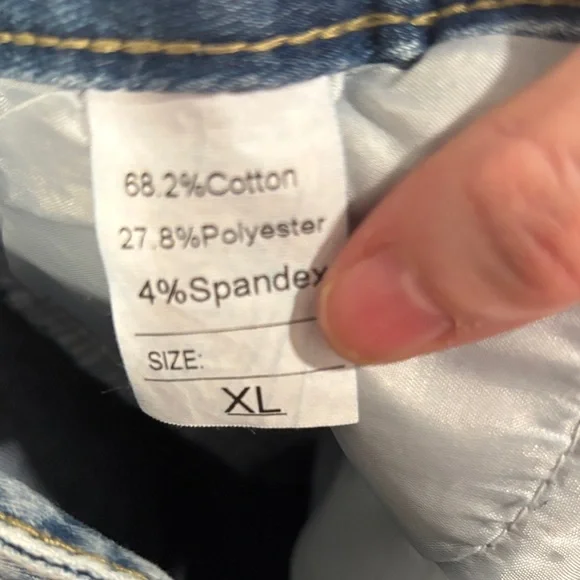 68.2%Cotton
27.8%Polyester
4%Spandex
SIZE:
XL